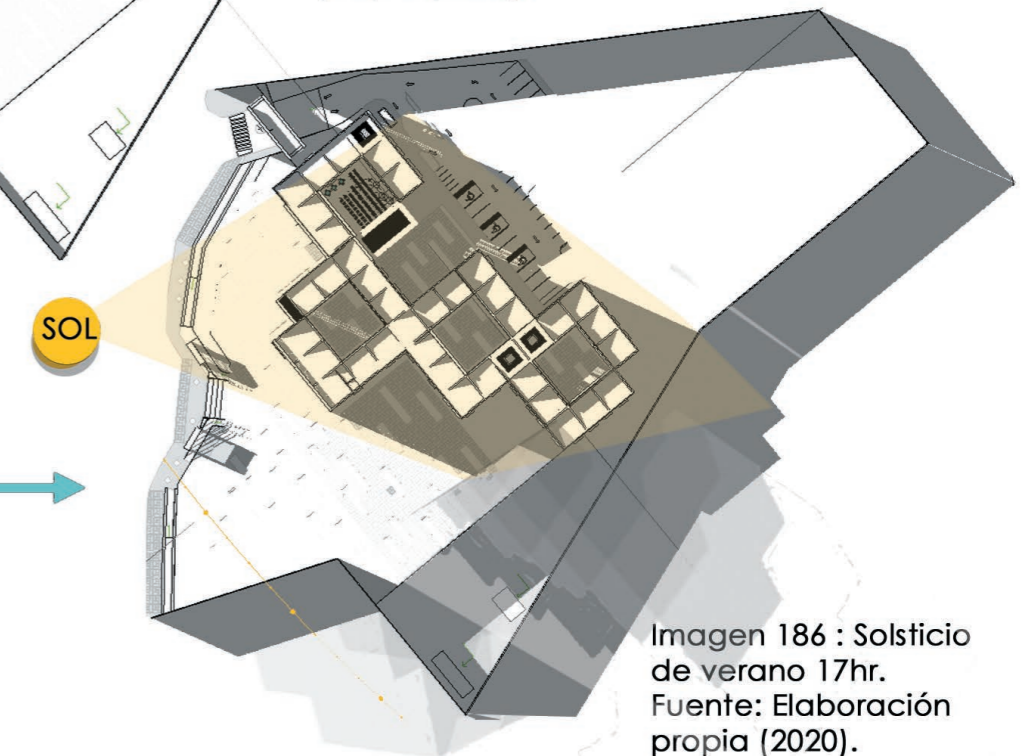 SOL
Imagen 186 : Solsticio
de verano 17hr.
Fuente: Elaboración
propia (2020).